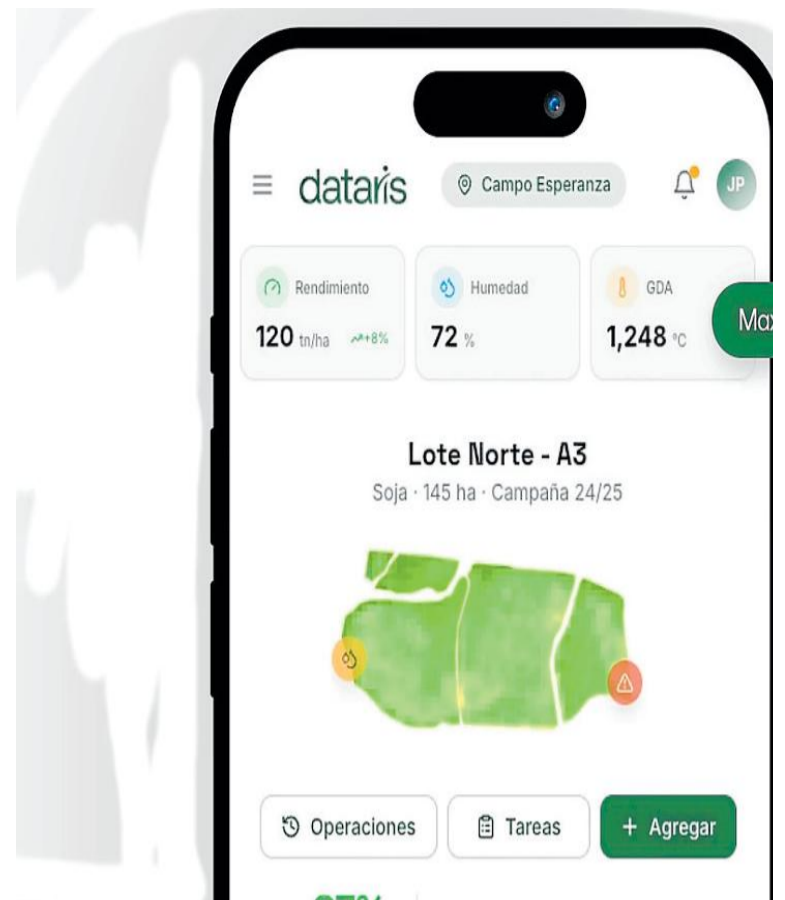 dataris
Campo Esperanza
JP
Rendimiento
120 tn/ha +8%
Humedad
72 %
GDA
1,248 °C
Lote Norte - A3
Soja · 145 ha · Campaña 24/25
Operaciones
Tareas
+ Agregar